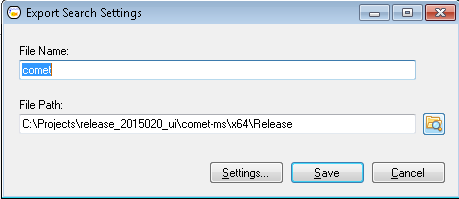 Export Search Settings
File Name:
comet
File Path:
C:\Projects\release_2015020_ui\comet-ms\x64\Release
Settings... Save Cancel